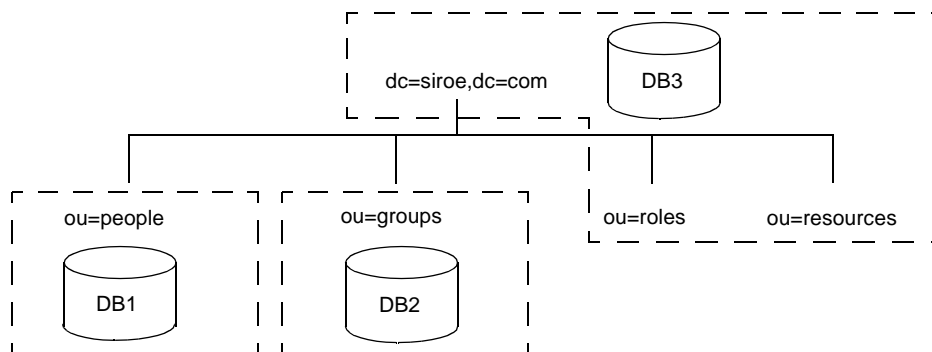 dc=siroe,dc=com
DB3
ou=people
ou=groups
ou=roles
ou=resources
DB1
DB2